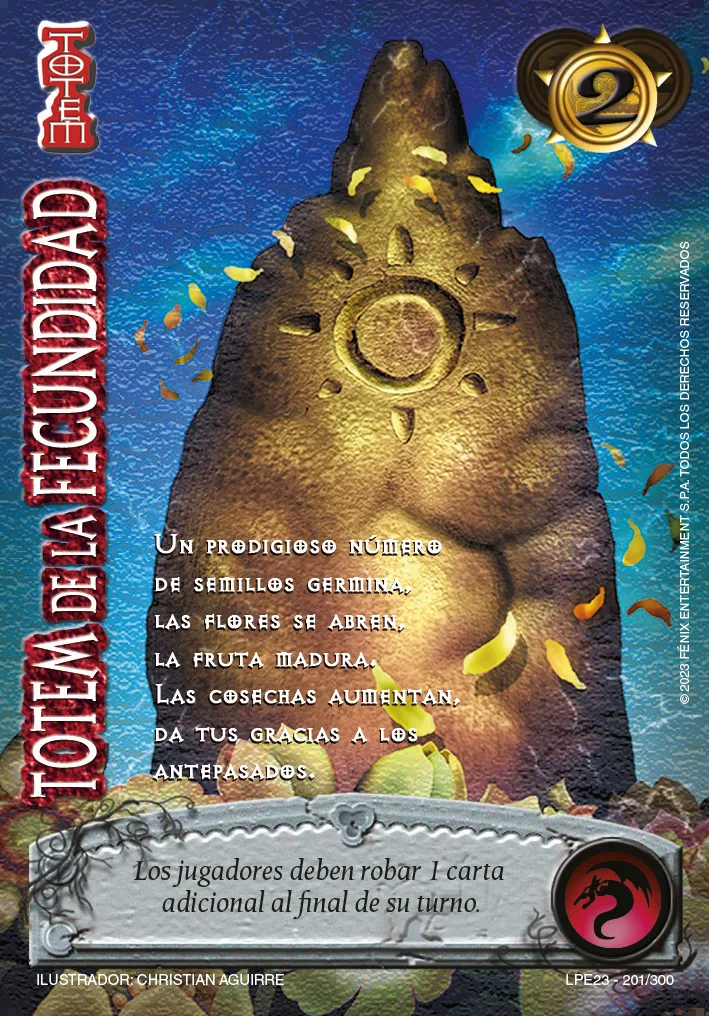 TOTEM
2
TOTEM DE LA FECUNDIDAD
Un prodigioso número
de semillos germina,
las flores se abren,
la fruta madura.
Las cosechas aumentan,
da tus gracias a los
antepasados.
© 2023 FÉNIX ENTERTAINMENT S.P.A. TODOS LOS DERECHOS RESERVADOS
Los jugadores deben robar 1 carta
adicional al final de su turno.
ILUSTRADOR: CHRISTIAN AGUIRRE
LPE23 - 201/300